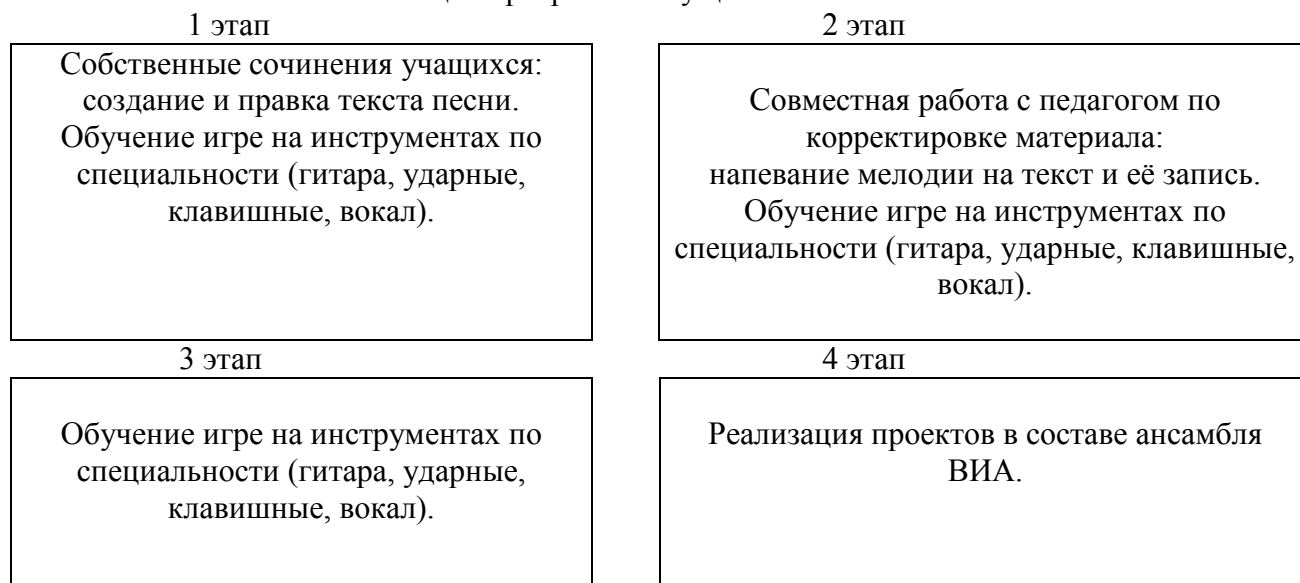 1 этап
Собственные сочинения учащихся:
создание и правка текста песни.
Обучение игре на инструментах по
специальности (гитара, ударные,
клавишные, вокал).
2 этап
Совместная работа с педагогом по
корректировке материала:
напевание мелодии на текст и её запись.
Обучение игре на инструментах по
специальности (гитара, ударные, клавишные,
вокал).
3 этап
Обучение игре на инструментах по
специальности (гитара, ударные,
клавишные, вокал).
4 этап
Реализация проектов в составе ансамбля
ВИА.